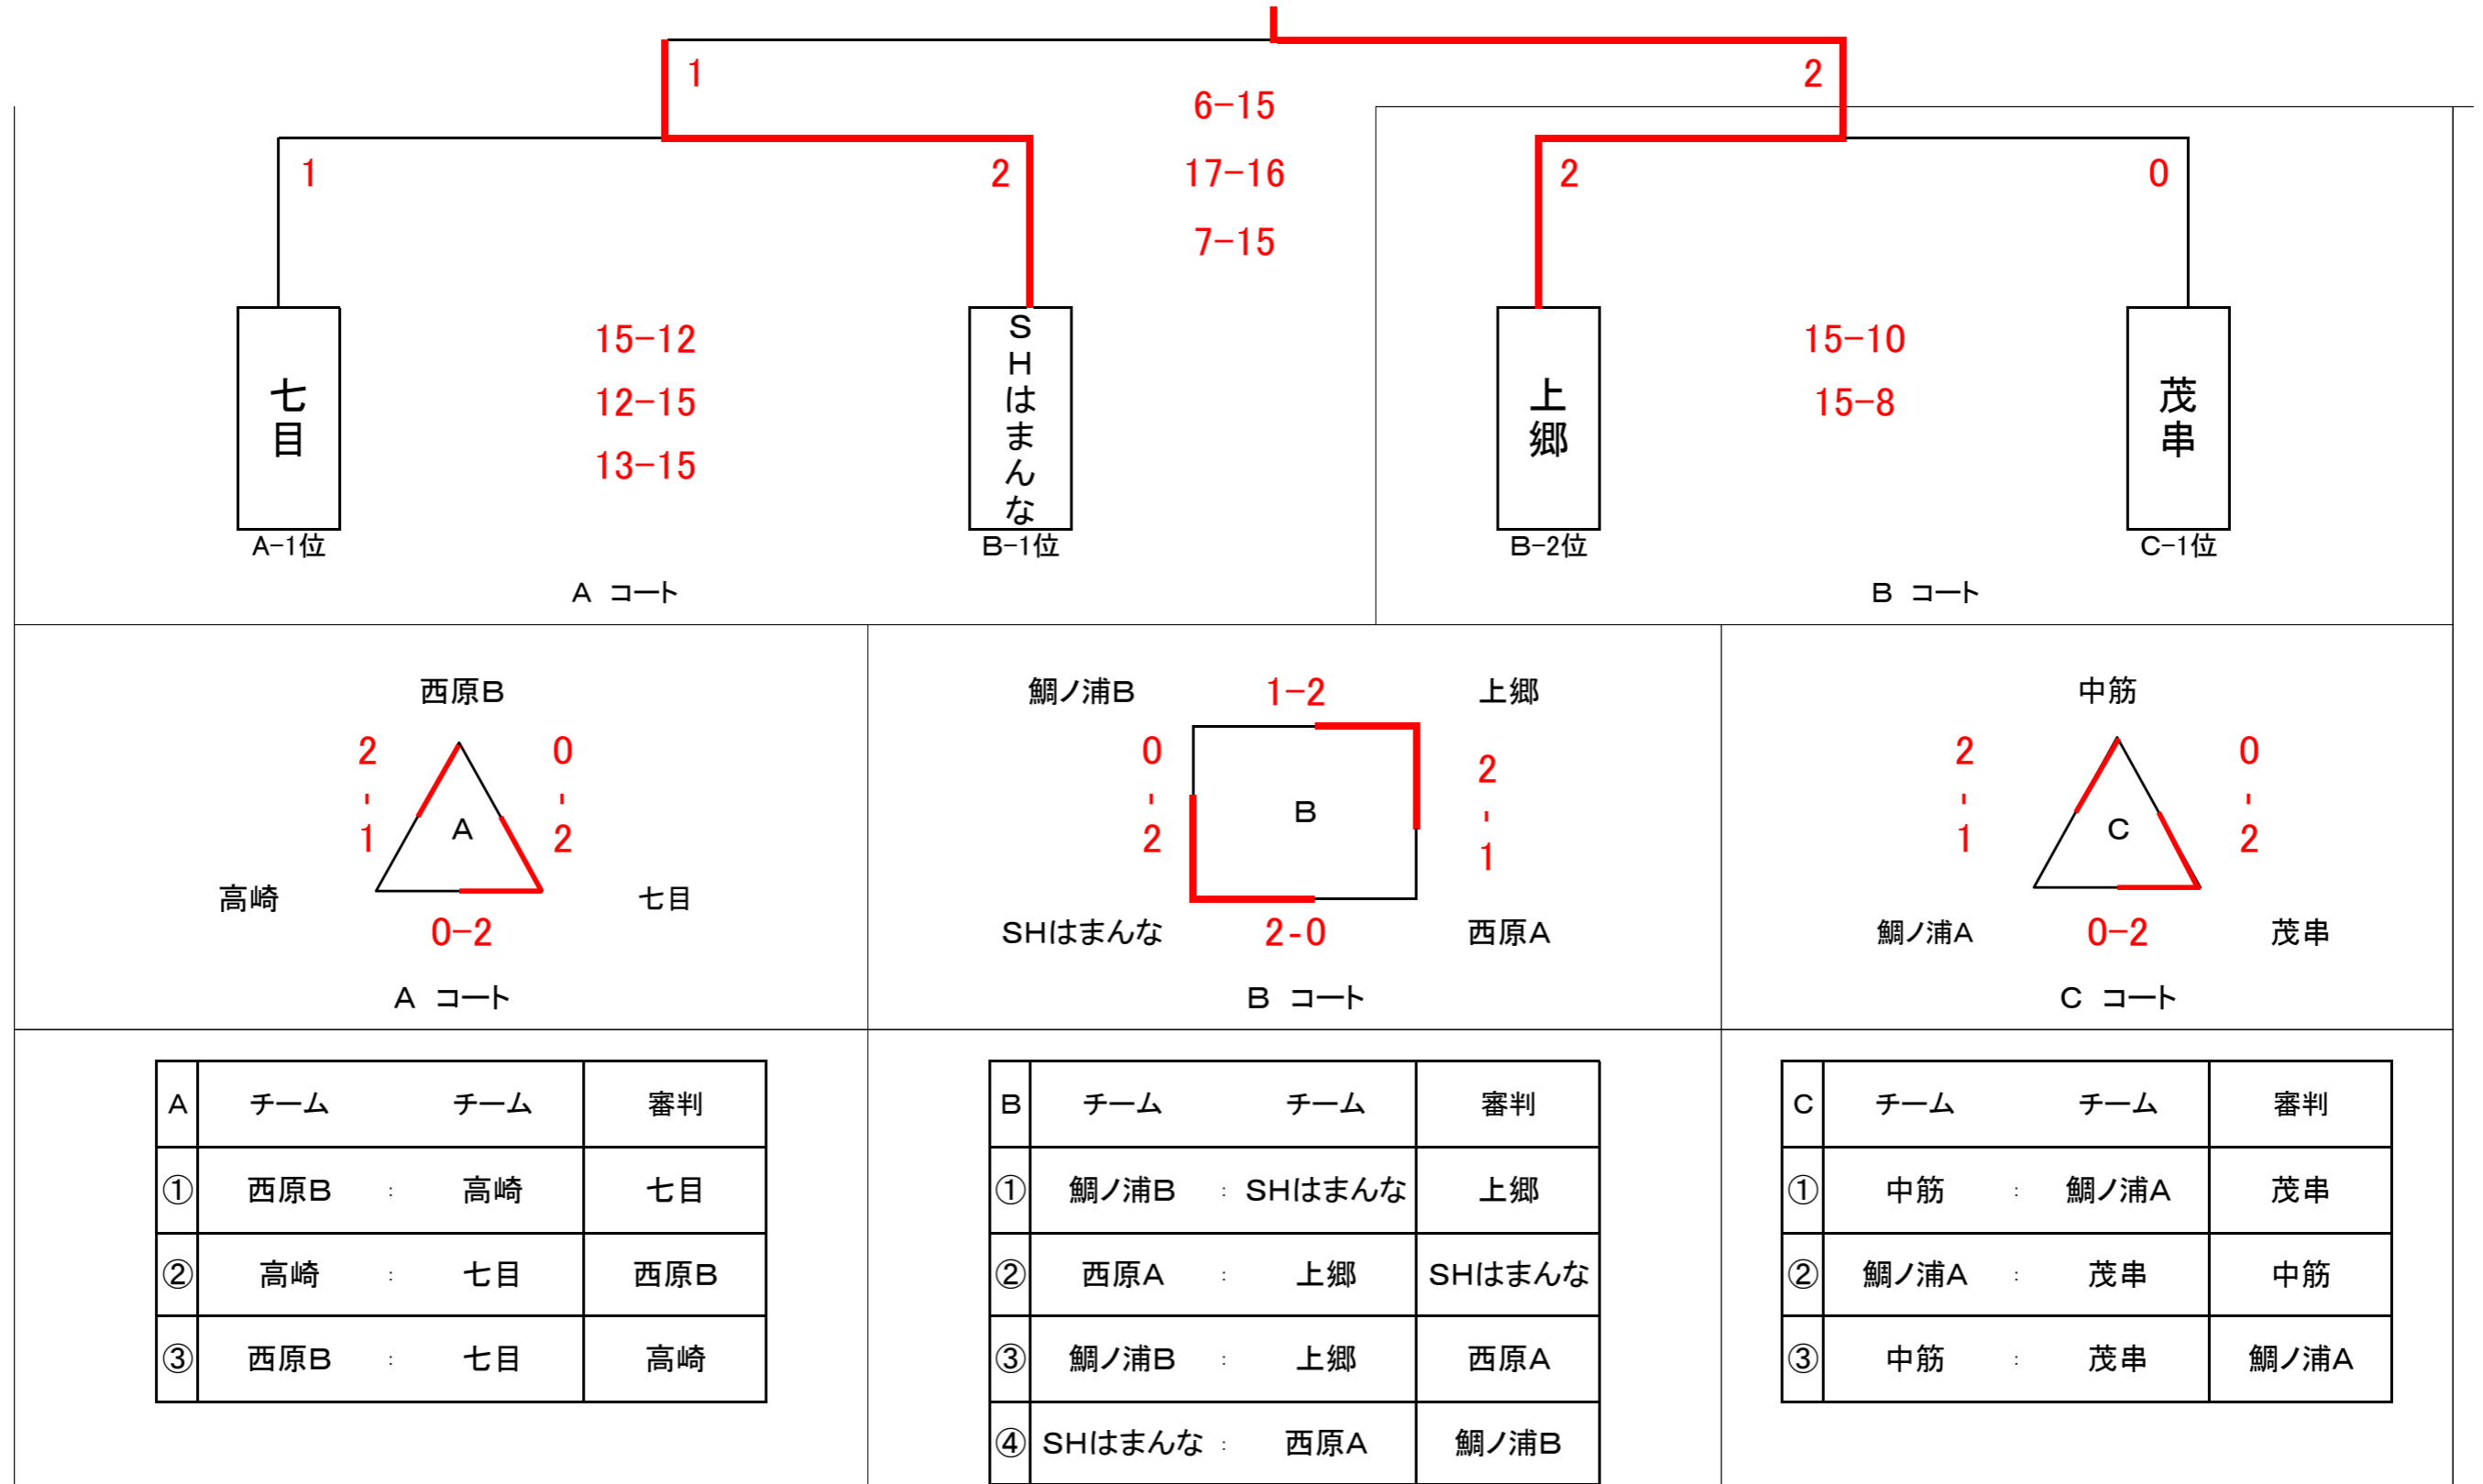 1
2
6-15
1
2
17-16
2
0
7-15
七目
SHはまんな
上郷
茂串
15-12
12-15
13-15
15-10
15-8
A-1位
B-1位
B-2位
C-1位
A コート
B コート
西原B
2
-
1
0
-
2
A
高崎
七目
0-2
A コート
鯛ノ浦B
1-2
上郷
0
-
2
2
-
1
B
SHはまんな
2-0
西原A
B コート
中筋
2
-
1
0
-
2
C
鯛ノ浦A
0-2
茂串
C コート
A チーム チーム 審判
① 西原B : 高崎 七目
② 高崎 : 七目 西原B
③ 西原B : 七目 高崎
B チーム チーム 審判
① 鯛ノ浦B : SHはまんな 上郷
② 西原A : 上郷 SHはまんな
③ 鯛ノ浦B : 上郷 西原A
④ SHはまんな : 西原A 鯛ノ浦B
C チーム チーム 審判
① 中筋 : 鯛ノ浦A 茂串
② 鯛ノ浦A : 茂串 中筋
③ 中筋 : 茂串 鯛ノ浦A